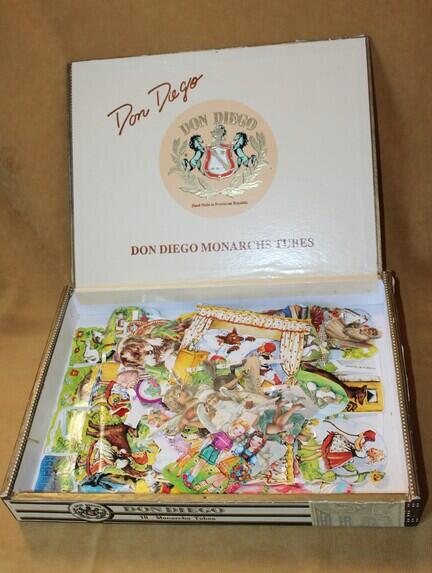 Don Diego
DON DIEGO
Hand Made in Dominican Republic
DON DIEGO MONARCHS TUBES
DON DIEGO
10 Monarchs Tubes